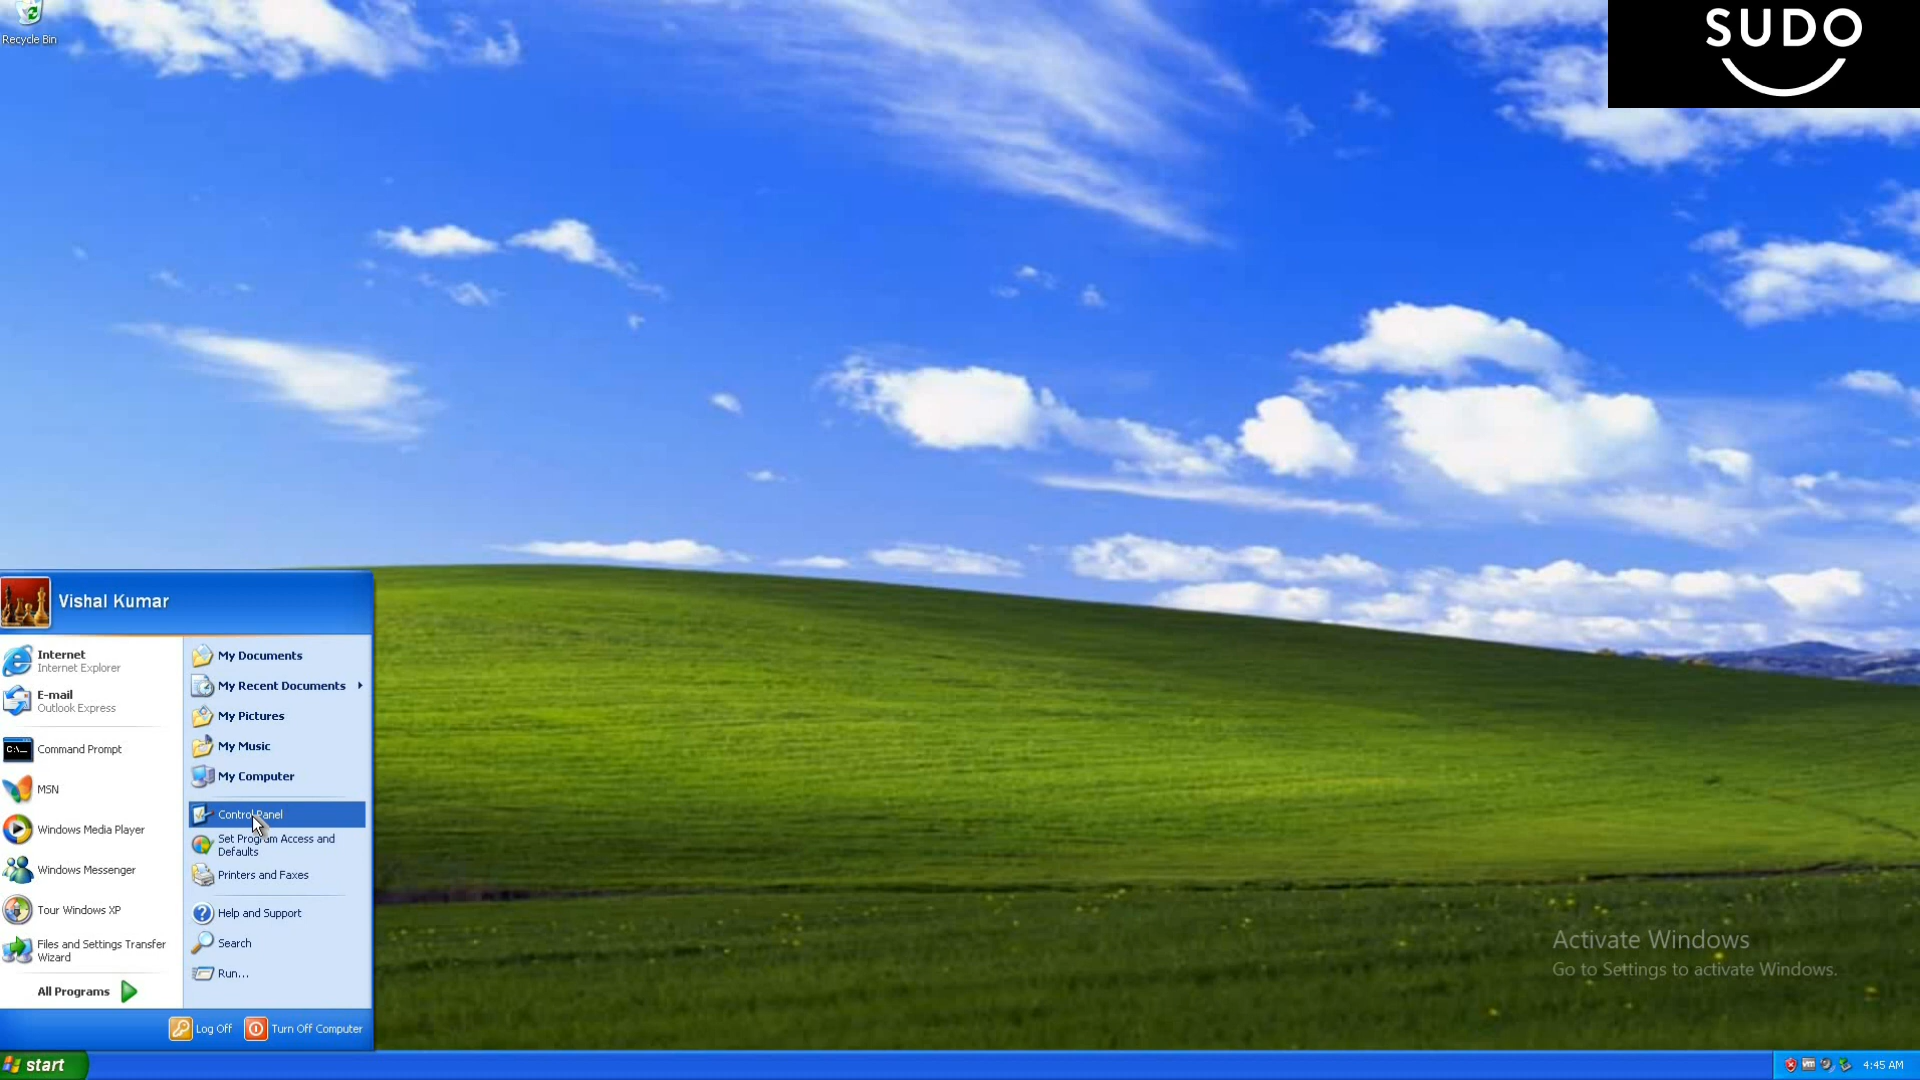 Recycle Bin
SUDO
Vishal Kumar
Internet
Internet Explorer
E-mail
Outlook Express
C:\_
Command Prompt
MSN
Windows Media Player
Windows Messenger
Tour Windows XP
Files and Settings Transfer
Wizard
All Programs
My Documents
My Recent Documents
My Pictures
My Music
My Computer
Control Panel
Set Program Access and
Defaults
Printers and Faxes
Help and Support
Search
Run...
Log Off
Turn Off Computer
Activate Windows
Go to Settings to activate Windows.
start
4:45 AM